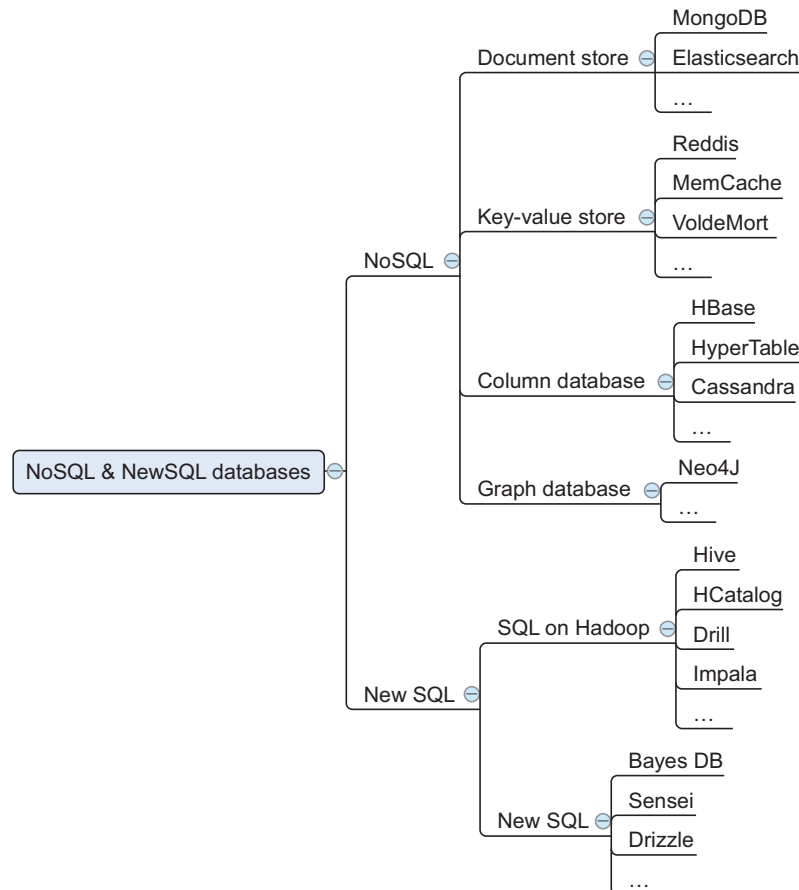 MongoDB
Document store
Elasticsearch
…
Reddis
MemCache
Key-value store
VoldeMort
…
NoSQL
HBase
HyperTable
Column database
Cassandra
…
NoSQL & NewSQL databases
Neo4J
Graph database
…
Hive
HCatalog
SQL on Hadoop
Drill
Impala
New SQL
…
Bayes DB
Sensei
New SQL
Drizzle
…